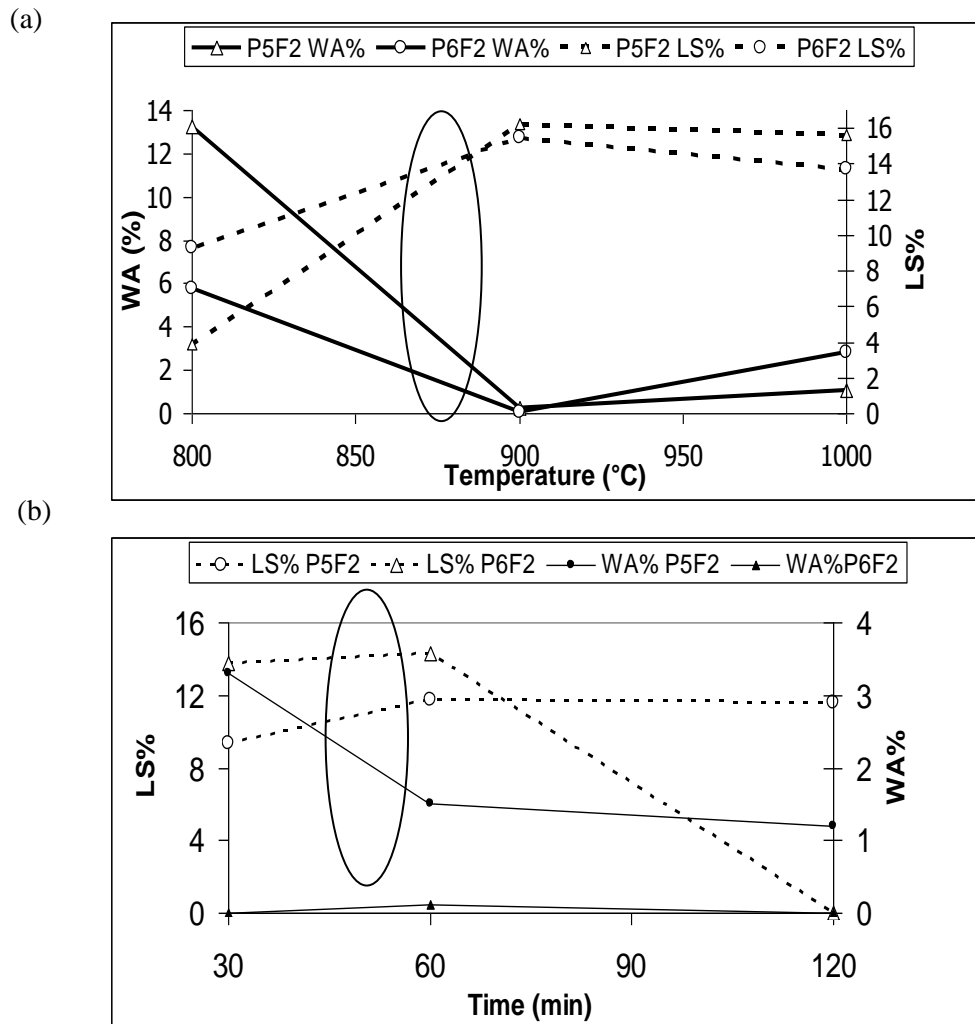 (a)
P5F2 WA% P6F2 WA% P5F2 LS% P6F2 LS%
14
12
10
8
6
4
2
0
WA (%)
16
14
12
10
8
6
4
2
0
LS%
800 850 900 950 1000
Temperature (°C)
(b)
LS% P5F2 LS% P6F2 WA% P5F2 WA%P6F2
16
12
8
4
0
LS%
4
3
2
1
0
WA%
30 60 90 120
Time (min)